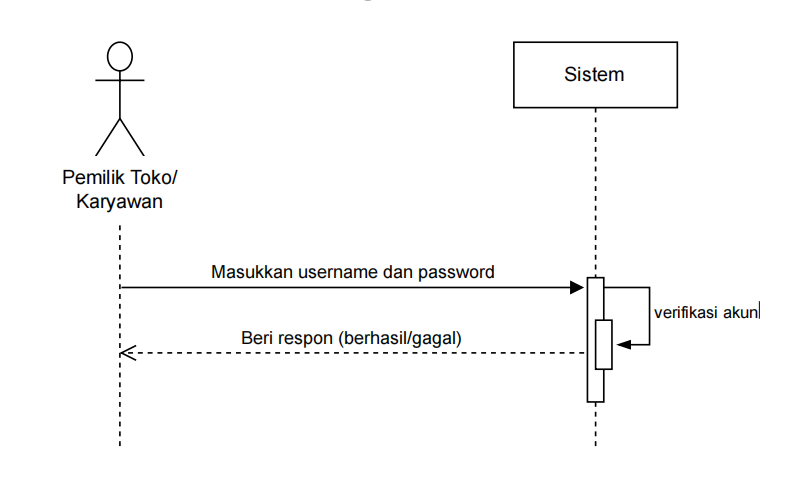 Sistem
Pemilik Toko/
Karyawan
Masukkan username dan password
verifikasi akun
Beri respon (berhasil/gagal)